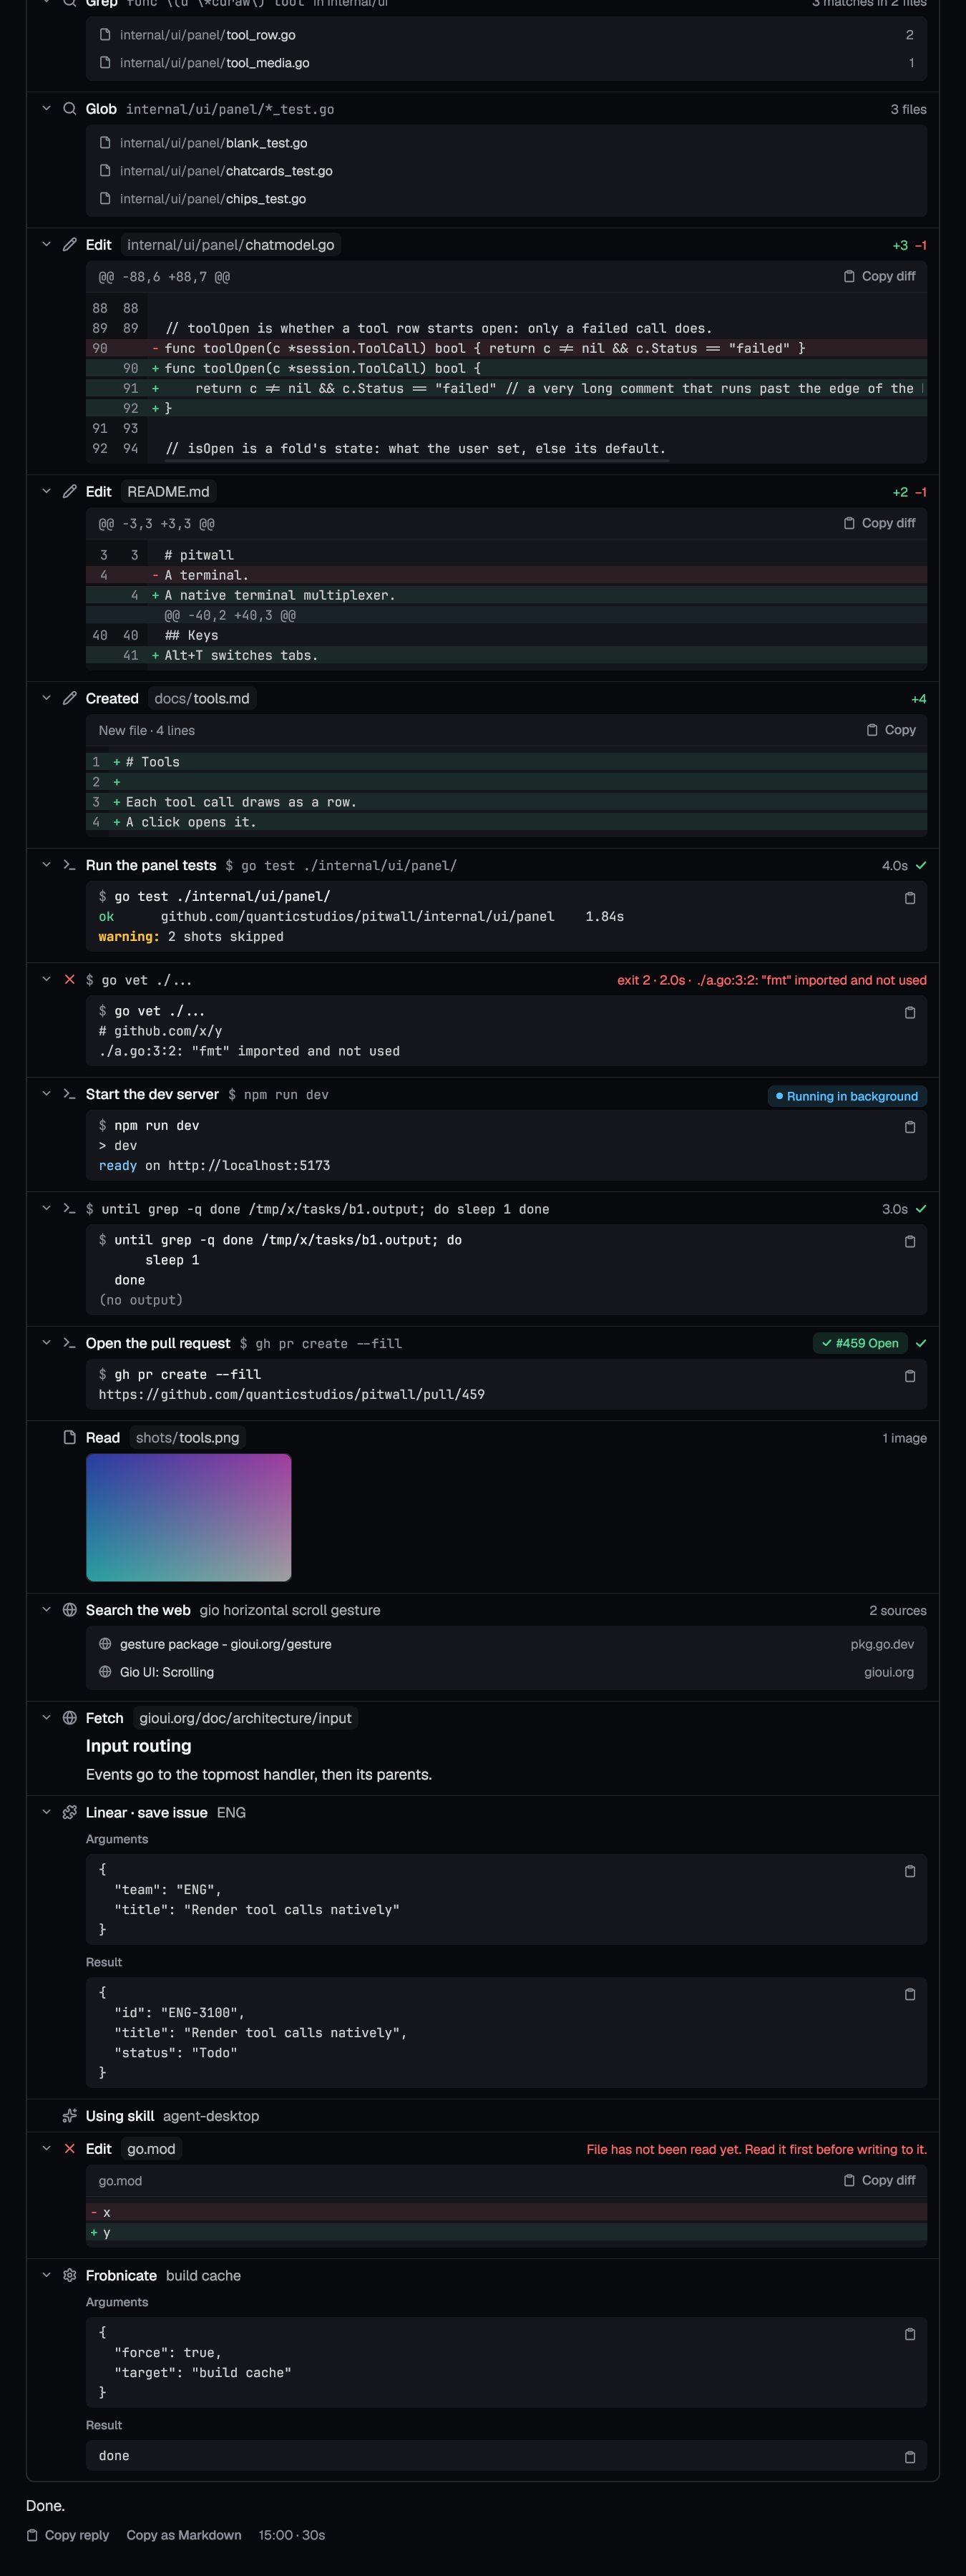 Grep func \(d \*cdraw\) tool in internal/ui 3 matches in 2 files
internal/ui/panel/tool_row.go 2
internal/ui/panel/tool_media.go 1
Glob internal/ui/panel/*_test.go 3 files
internal/ui/panel/blank_test.go
internal/ui/panel/chatcards_test.go
internal/ui/panel/chips_test.go
Edit internal/ui/panel/chatmodel.go +3 −1
@@ -88,6 +88,7 @@ Copy diff
88 88
89 89 // toolOpen is whether a tool row starts open: only a failed call does.
90 - func toolOpen(c *session.ToolCall) bool { return c != nil && c.Status == "failed" }
90 + func toolOpen(c *session.ToolCall) bool {
91 + return c != nil && c.Status == "failed" // a very long comment that runs past the edge of the
92 + }
91 93
92 94 // isOpen is a fold's state: what the user set, else its default.
Edit README.md +2 −1
@@ -3,3 +3,3 @@ Copy diff
3 3 # pitwall
4 - A terminal.
4 + A native terminal multiplexer.
@@ -40,2 +40,3 @@
40 40 ## Keys
41 + Alt+T switches tabs.
Created docs/tools.md +4
New file · 4 lines Copy
1 + # Tools
2 +
3 + Each tool call draws as a row.
4 + A click opens it.
Run the panel tests $ go test ./internal/ui/panel/ 4.0s
$ go test ./internal/ui/panel/
ok github.com/quanticstudios/pitwall/internal/ui/panel 1.84s
warning: 2 shots skipped
$ go vet ./... exit 2 · 2.0s · ./a.go:3:2: "fmt" imported and not used
$ go vet ./...
# github.com/x/y
./a.go:3:2: "fmt" imported and not used
Start the dev server $ npm run dev Running in background
$ npm run dev
> dev
ready on http://localhost:5173
$ until grep -q done /tmp/x/tasks/b1.output; do sleep 1 done 3.0s
$ until grep -q done /tmp/x/tasks/b1.output; do
sleep 1
done
(no output)
Open the pull request $ gh pr create --fill #459 Open
$ gh pr create --fill
https://github.com/quanticstudios/pitwall/pull/459
Read shots/tools.png 1 image
Search the web gio horizontal scroll gesture 2 sources
gesture package - gioui.org/gesture pkg.go.dev
Gio UI: Scrolling gioui.org
Fetch gioui.org/doc/architecture/input
Input routing
Events go to the topmost handler, then its parents.
Linear · save issue ENG
Arguments
{
"team": "ENG",
"title": "Render tool calls natively"
}
Result
{
"id": "ENG-3100",
"title": "Render tool calls natively",
"status": "Todo"
}
Using skill agent-desktop
Edit go.mod File has not been read yet. Read it first before writing to it.
go.mod Copy diff
- x
+ y
Frobnicate build cache
Arguments
{
"force": true,
"target": "build cache"
}
Result
done
Done.
Copy reply Copy as Markdown 15:00 · 30s